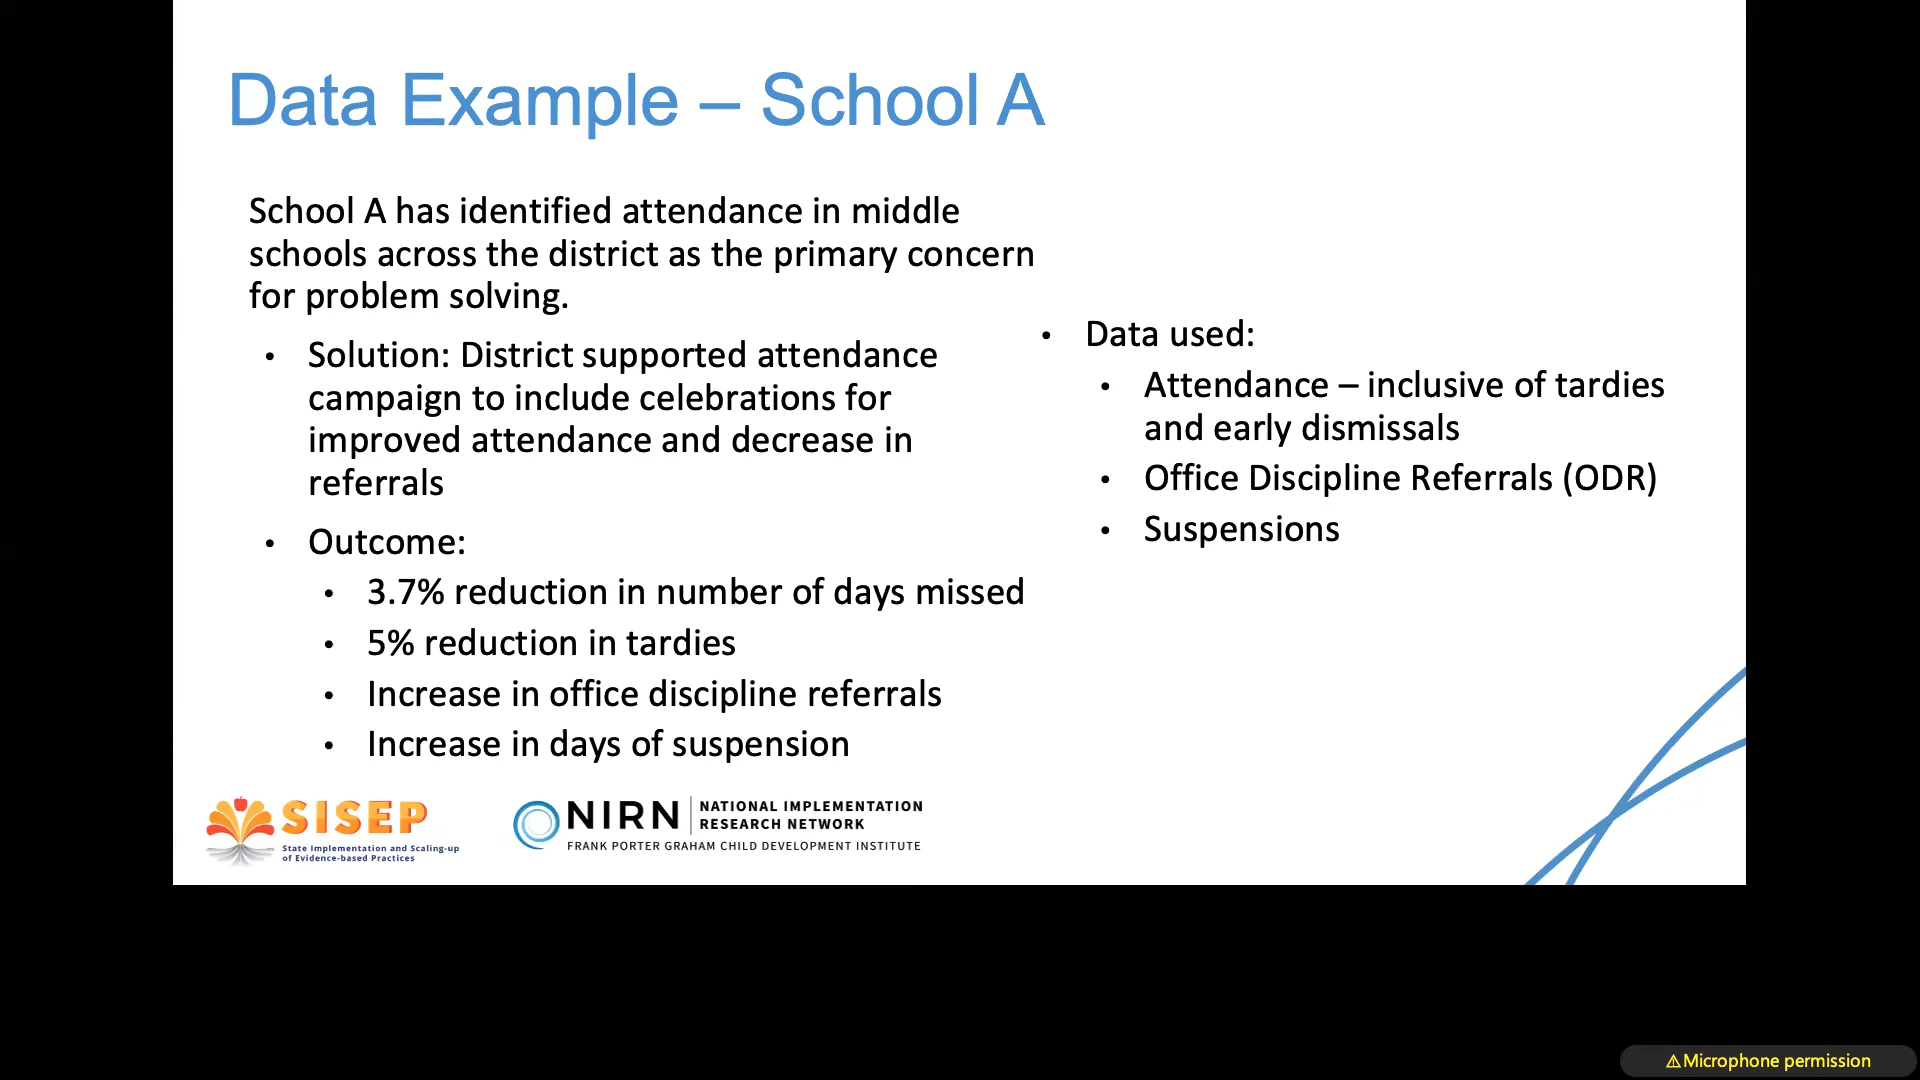 Data Example – School A
School A has identified attendance in middle
schools across the district as the primary concern
for problem solving.
• Solution: District supported attendance
campaign to include celebrations for
improved attendance and decrease in
referrals
• Outcome:
• 3.7% reduction in number of days missed
• 5% reduction in tardies
• Increase in office discipline referrals
• Increase in days of suspension
• Data used:
• Attendance – inclusive of tardies
and early dismissals
• Office Discipline Referrals (ODR)
• Suspensions
SISEP
State Implementation and Scaling-up
of Evidence-based Practices
NIRN
NATIONAL IMPLEMENTATION
RESEARCH NETWORK
FRANK PORTER GRAHAM CHILD DEVELOPMENT INSTITUTE
⚠Microphone permission